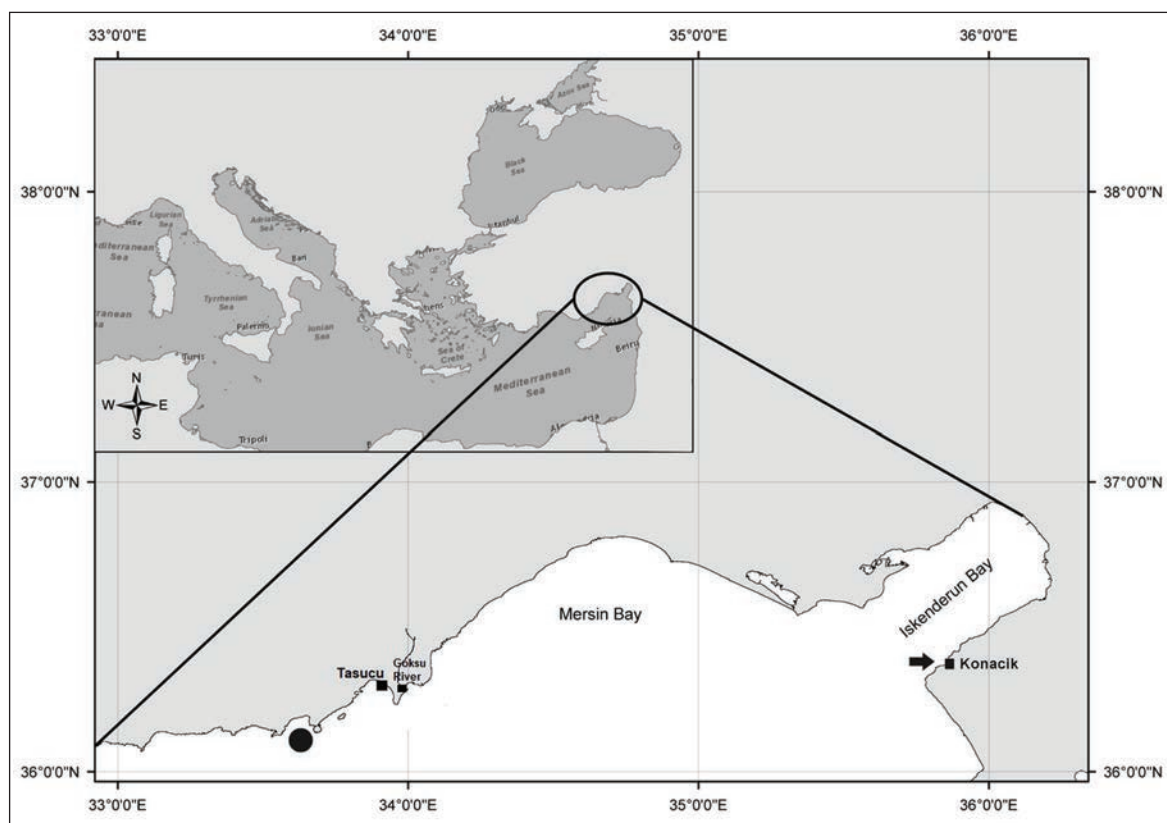 33°0'0"E 34°0'0"E 35°0'0"E 36°0'0"E
Azov Sea
Black
Sea
Istanbul
Ligurian
Sea
Adriatic
Sea
Bari
Mediterranean
Sea
Tyrrhenian
Sea
Palermo
Ionian
Sea
Sea of
Crete
Tunis
Mediterranean
Sea
Tripoli
N
W E
S
38°0'0"N 38°0'0"N
37°0'0"N 37°0'0"N
Mersin Bay
Iskenderun Bay
Konacik
Goksu
River
Tasucu
36°0'0"N 36°0'0"N
33°0'0"E 34°0'0"E 35°0'0"E 36°0'0"E